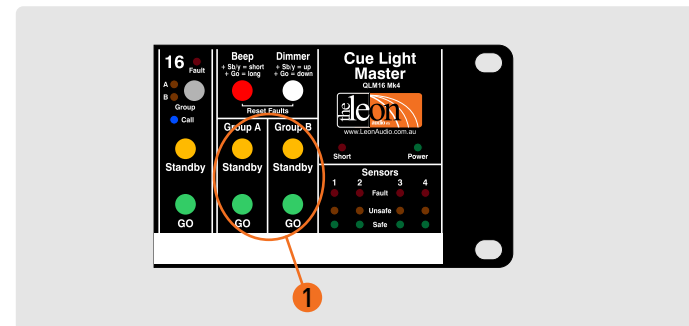 16
Fault
A
B
Group
Call
Standby
GO
Beep
+ Sb/y = short
+ Go = long
Dimmer
+ Sb/y = up
+ Go = down
Reset Faults
Group A
Standby
GO
Group B
Standby
GO
Cue Light
Master
QLM16 Mk4
the leon
audio co
www.LeonAudio.com.au
Short
Power
Sensors
1 2 3 4
Fault
Unsafe
Safe
1